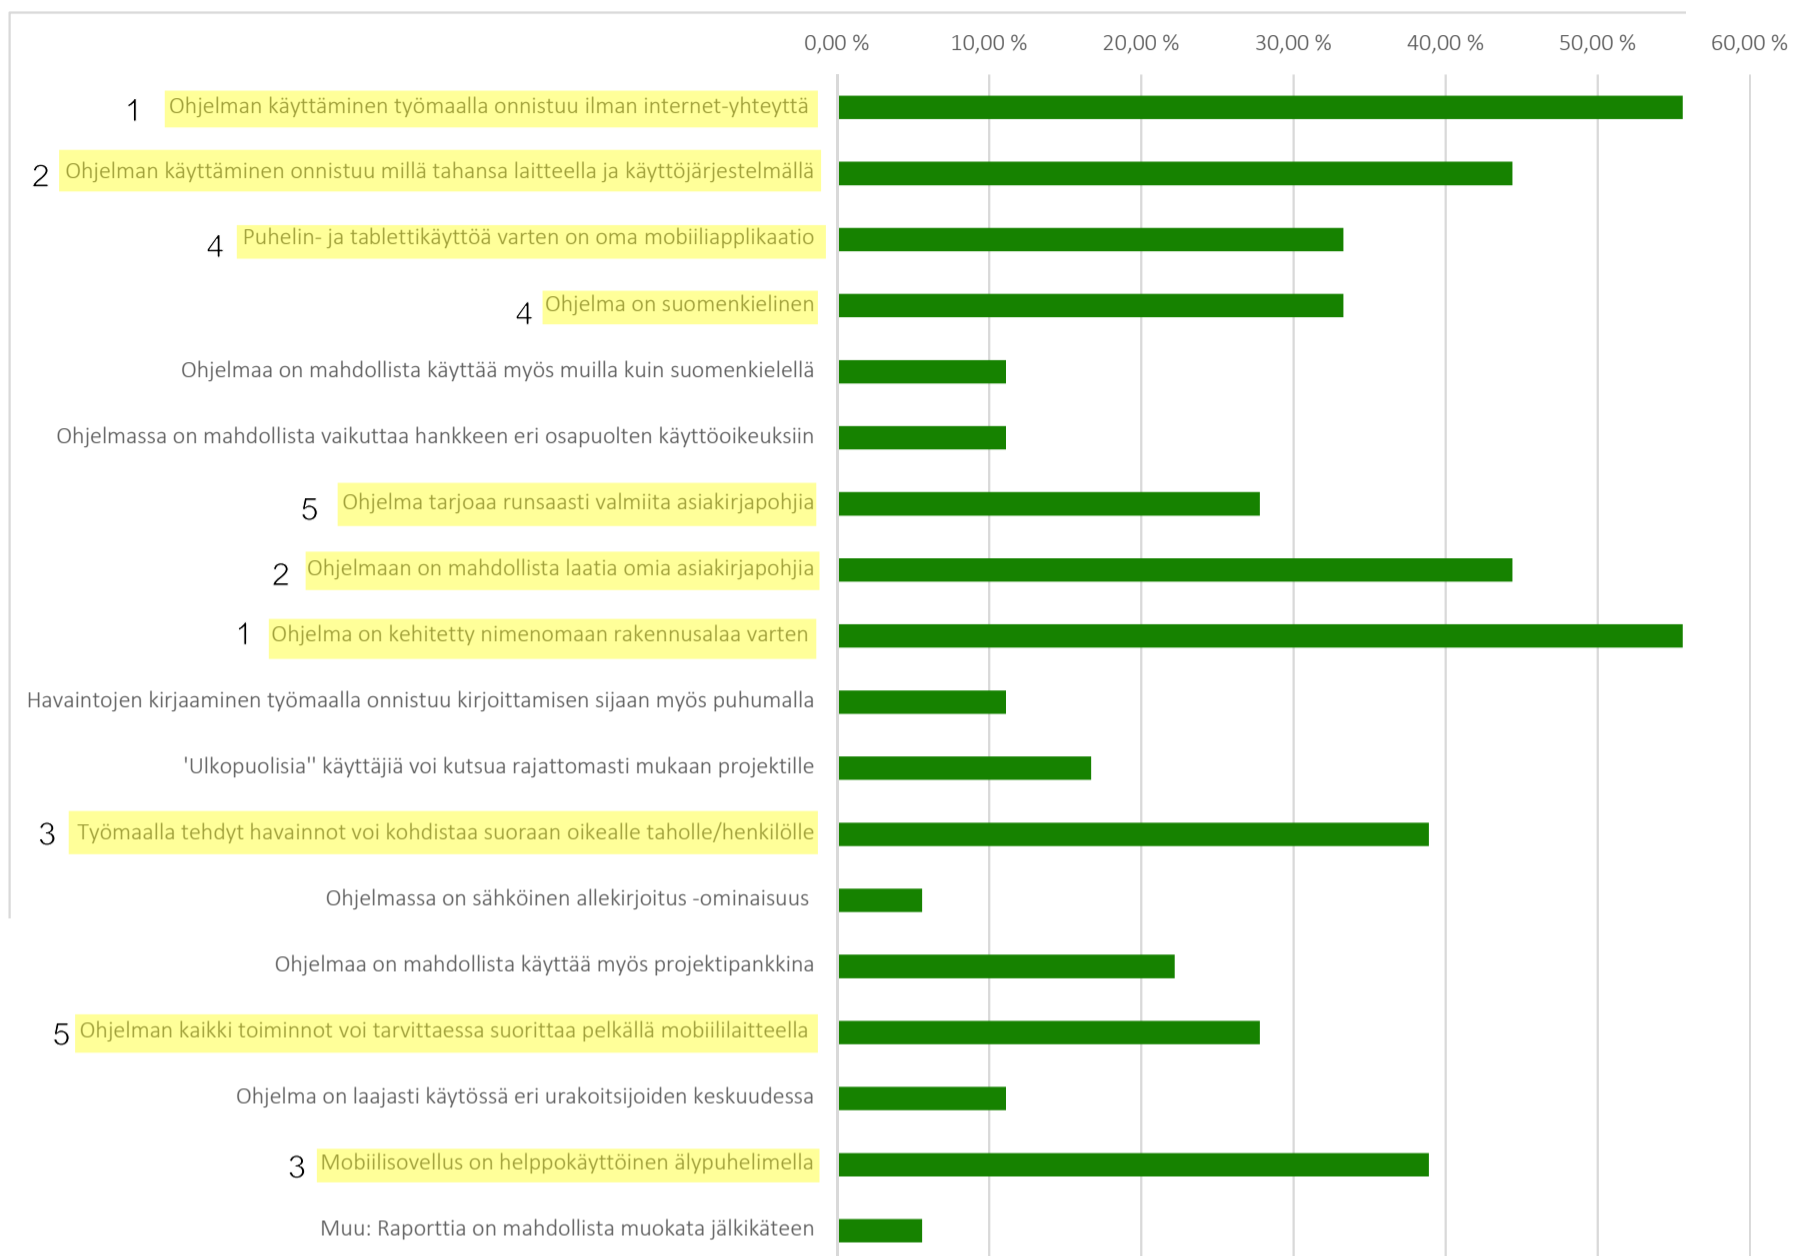 0,00 % 10,00 % 20,00 % 30,00 % 40,00 % 50,00 % 60,00 %
1 Ohjelman käyttäminen työmaalla onnistuu ilman internet-yhteyttä
2 Ohjelman käyttäminen onnistuu millä tahansa laitteella ja käyttöjärjestelmällä
4 Puhelin- ja tablettikäyttöä varten on oma mobiiliapplikaatio
4 Ohjelma on suomenkielinen
Ohjelmaa on mahdollista käyttää myös muilla kuin suomenkielellä
Ohjelmassa on mahdollista vaikuttaa hankkeen eri osapuolten käyttöoikeuksiin
5 Ohjelma tarjoaa runsaasti valmiita asiakirjapohjia
2 Ohjelmaan on mahdollista laatia omia asiakirjapohjia
1 Ohjelma on kehitetty nimenomaan rakennusalaa varten
Havaintojen kirjaaminen työmaalla onnistuu kirjoittamisen sijaan myös puhumalla
'Ulkopuolisia" käyttäjiä voi kutsua rajattomasti mukaan projektille
3 Työmaalla tehdyt havainnot voi kohdistaa suoraan oikealle taholle/henkilölle
Ohjelmassa on sähköinen allekirjoitus -ominaisuus
Ohjelmaa on mahdollista käyttää myös projektipankkina
5 Ohjelman kaikki toiminnot voi tarvittaessa suorittaa pelkällä mobiililaitteella
Ohjelma on laajasti käytössä eri urakoitsijoiden keskuudessa
3 Mobiilisovellus on helppokäyttöinen älypuhelimella
Muu: Raporttia on mahdollista muokata jälkikäteen